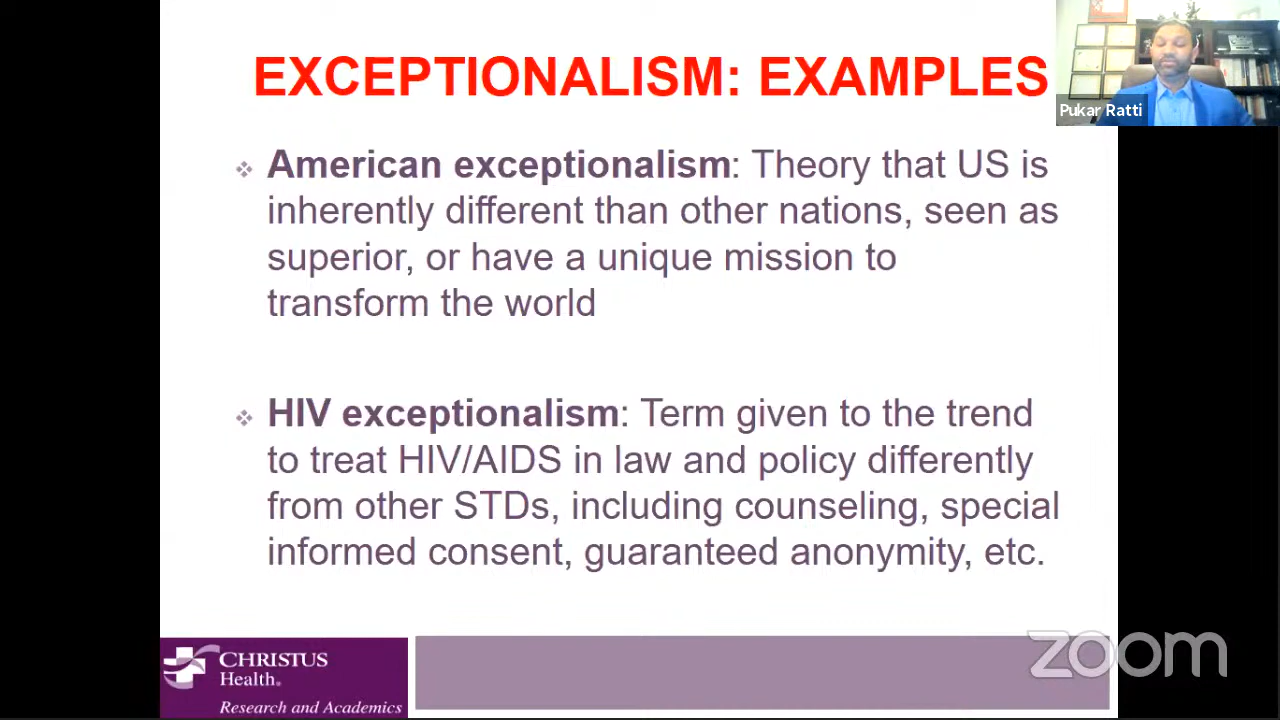 EXCEPTIONALISM: EXAMPLES
Pukar Ratti
❖ American exceptionalism: Theory that US is
inherently different than other nations, seen as
superior, or have a unique mission to
transform the world
❖ HIV exceptionalism: Term given to the trend
to treat HIV/AIDS in law and policy differently
from other STDs, including counseling, special
informed consent, guaranteed anonymity, etc.
CHRISTUS
Health.
Research and Academics
zoom